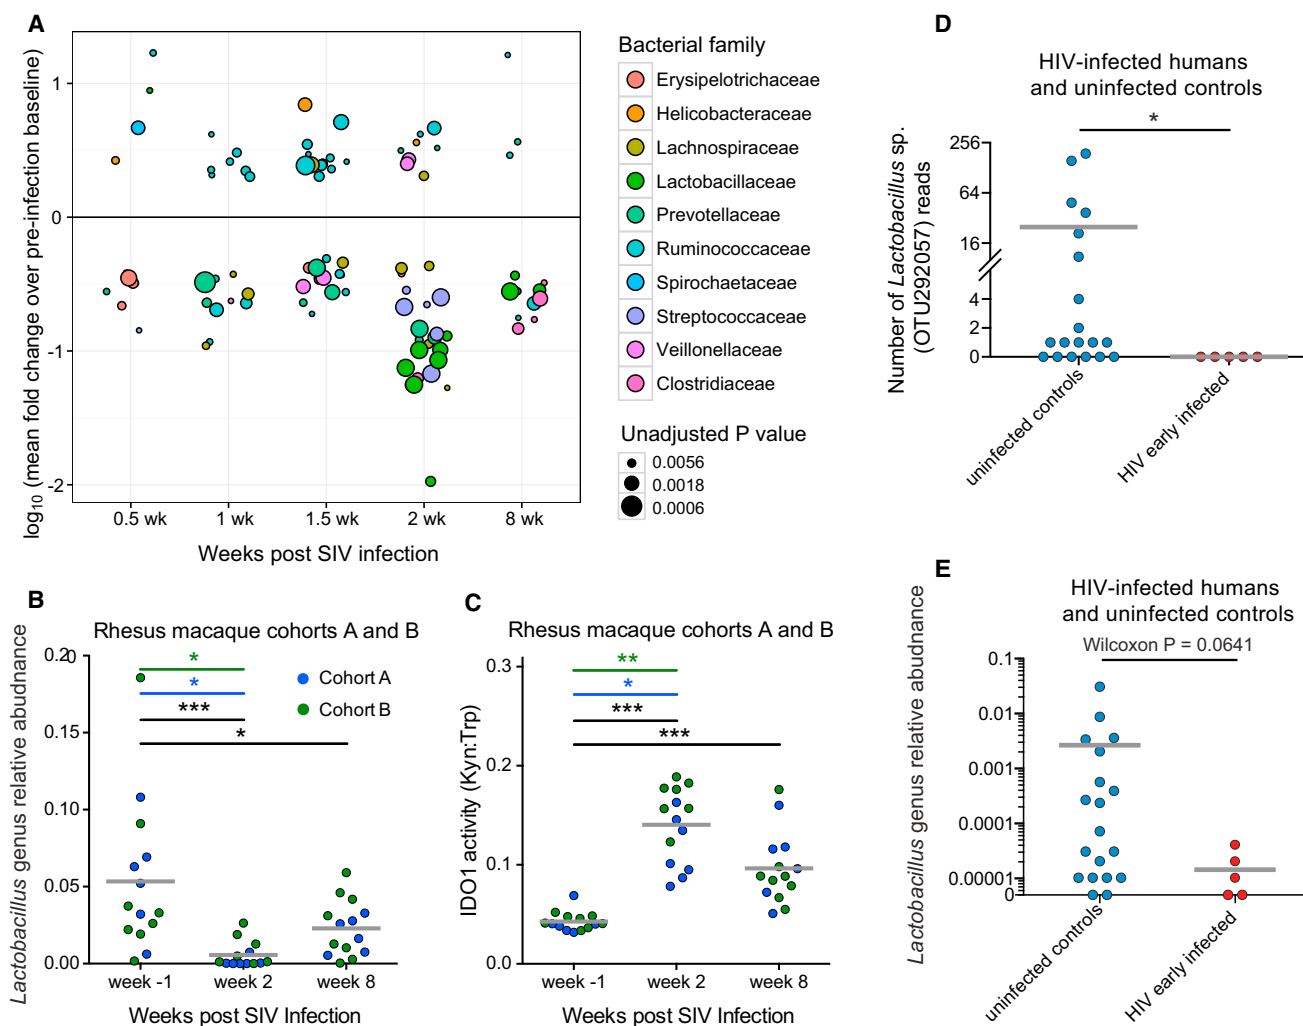 A
log10 (mean fold change over pre-infection baseline)
1
0
-1
-2
0.5 wk 1 wk 1.5 wk 2 wk 8 wk
Weeks post SIV infection
Bacterial family
Erysipelotrichaceae
Helicobacteraceae
Lachnospiraceae
Lactobacillaceae
Prevotellaceae
Ruminococcaceae
Spirochaetaceae
Streptococcaceae
Veillonellaceae
Clostridiaceae
Unadjusted P value
0.0056
0.0018
0.0006
D
HIV-infected humans
and uninfected controls
*
Number of Lactobacillus sp.
(OTU292057) reads
256
64
16
4
2
0
uninfected controls
HIV early infected
B
Rhesus macaque cohorts A and B
Lactobacillus genus relative abudnance
0.20
0.15
0.10
0.05
0.00
*
*
***
*
Cohort A
Cohort B
week -1 week 2 week 8
Weeks post SIV Infection
C
Rhesus macaque cohorts A and B
IDO1 activity (Kyn:Trp)
0.3
0.2
0.1
0.0
**
*
***
***
week -1 week 2 week 8
Weeks post SIV Infection
E
HIV-infected humans
and uninfected controls
Wilcoxon P = 0.0641
Lactobacillus genus relative abudnance
0.1
0.01
0.001
0.0001
0.00001
0
uninfected controls
HIV early infected